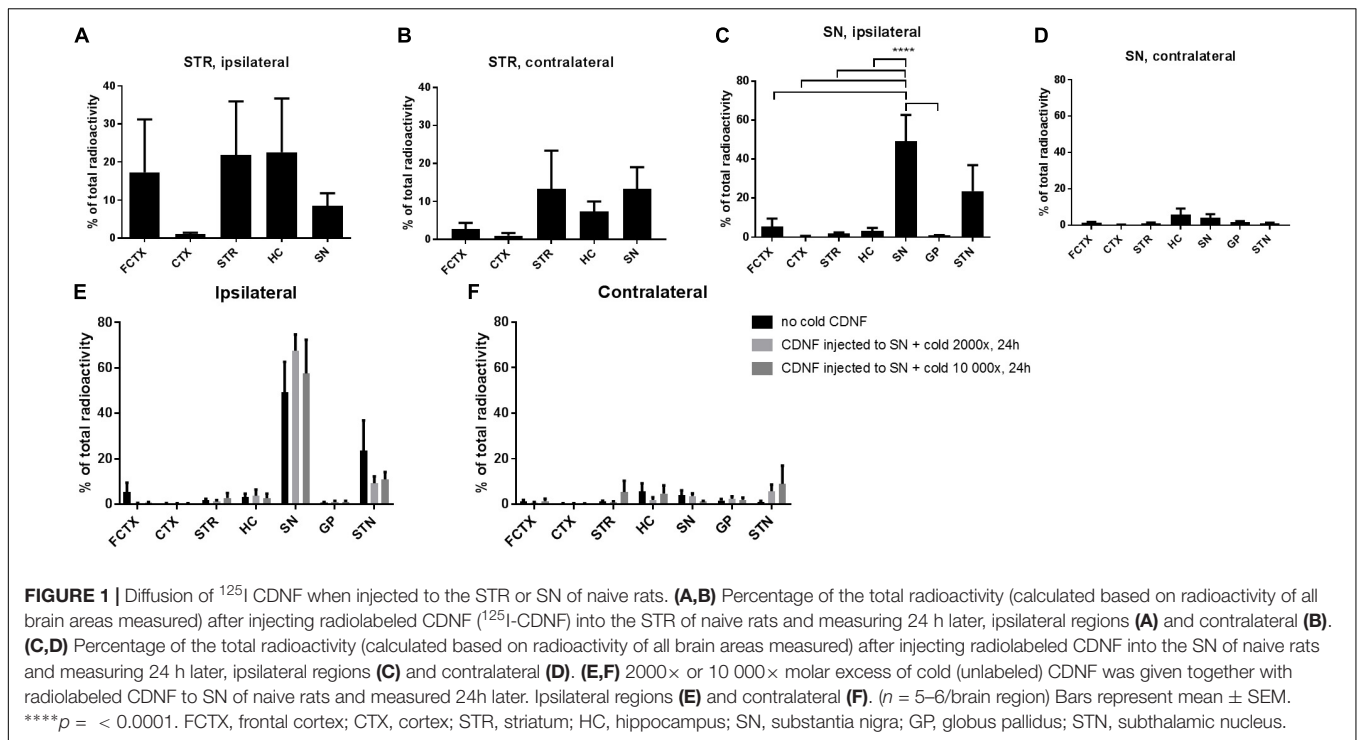 A
STR, ipsilateral
% of total radioactivity
40
30
20
10
0
FCTX
CTX
STR
HC
SN
B
STR, contralateral
% of total radioactivity
40
30
20
10
0
FCTX
CTX
STR
HC
SN
C
SN, ipsilateral
****
% of total radioactivity
80
60
40
20
0
FCTX
CTX
STR
HC
SN
GP
STN
D
SN, contralateral
% of total radioactivity
80
60
40
20
0
FCTX
CTX
STR
HC
SN
GP
STN
E
Ipsilateral
% of total radioactivity
80
60
40
20
0
FCTX
CTX
STR
HC
SN
GP
STN
F
Contralateral
% of total radioactivity
80
60
40
20
0
FCTX
CTX
STR
HC
SN
GP
STN
no cold CDNF
CDNF injected to SN + cold 2000x, 24h
CDNF injected to SN + cold 10 000x, 24h
FIGURE 1 | Diffusion of ¹²⁵I CDNF when injected to the STR or SN of naive rats. (A,B) Percentage of the total radioactivity (calculated based on radioactivity of all
brain areas measured) after injecting radiolabeled CDNF (¹²⁵I-CDNF) into the STR of naive rats and measuring 24 h later, ipsilateral regions (A) and contralateral (B).
(C,D) Percentage of the total radioactivity (calculated based on radioactivity of all brain areas measured) after injecting radiolabeled CDNF into the SN of naive rats
and measuring 24 h later, ipsilateral regions (C) and contralateral (D). (E,F) 2000× or 10 000× molar excess of cold (unlabeled) CDNF was given together with
radiolabeled CDNF to SN of naive rats and measured 24h later. Ipsilateral regions (E) and contralateral (F). (n = 5–6/brain region) Bars represent mean ± SEM.
****p = < 0.0001. FCTX, frontal cortex; CTX, cortex; STR, striatum; HC, hippocampus; SN, substantia nigra; GP, globus pallidus; STN, subthalamic nucleus.